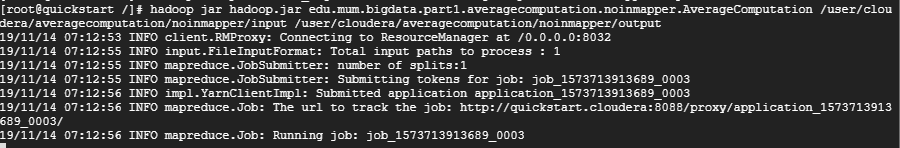 [root@quickstart /]# hadoop jar hadoop.jar edu.mum.bigdata.part1.averagecomputation.noinmapper.AverageComputation /user/clou
dera/averagecomputation/noinmapper/input /user/cloudera/averagecomputation/noinmapper/output
19/11/14 07:12:53 INFO client.RMProxy: Connecting to ResourceManager at /0.0.0.0:8032
19/11/14 07:12:55 INFO input.FileInputFormat: Total input paths to process : 1
19/11/14 07:12:55 INFO mapreduce.JobSubmitter: number of splits:1
19/11/14 07:12:55 INFO mapreduce.JobSubmitter: Submitting tokens for job: job_1573713913689_0003
19/11/14 07:12:56 INFO impl.YarnClientImpl: Submitted application application_1573713913689_0003
19/11/14 07:12:56 INFO mapreduce.Job: The url to track the job: http://quickstart.cloudera:8088/proxy/application_1573713913
689_0003/
19/11/14 07:12:56 INFO mapreduce.Job: Running job: job_1573713913689_0003